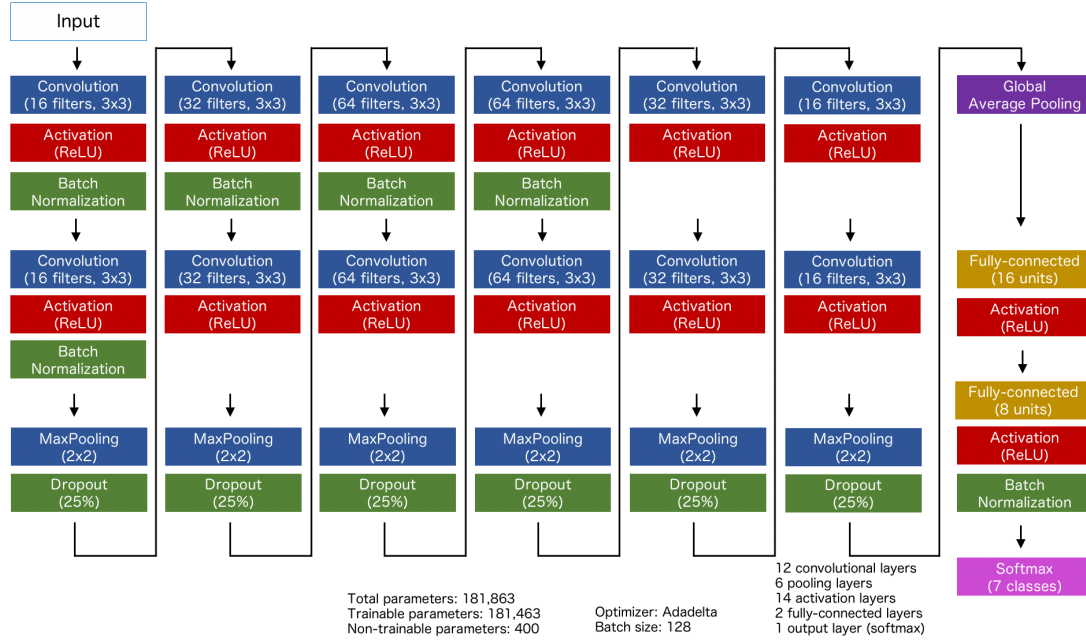 Input
Convolution
(16 filters, 3x3)
Activation
(ReLU)
Batch
Normalization
Convolution
(16 filters, 3x3)
Activation
(ReLU)
Batch
Normalization
MaxPooling
(2x2)
Dropout
(25%)
Convolution
(32 filters, 3x3)
Activation
(ReLU)
Batch
Normalization
Convolution
(32 filters, 3x3)
Activation
(ReLU)
MaxPooling
(2x2)
Dropout
(25%)
Convolution
(64 filters, 3x3)
Activation
(ReLU)
Batch
Normalization
Convolution
(64 filters, 3x3)
Activation
(ReLU)
MaxPooling
(2x2)
Dropout
(25%)
Convolution
(64 filters, 3x3)
Activation
(ReLU)
Batch
Normalization
Convolution
(64 filters, 3x3)
Activation
(ReLU)
MaxPooling
(2x2)
Dropout
(25%)
Convolution
(32 filters, 3x3)
Activation
(ReLU)
Convolution
(32 filters, 3x3)
Activation
(ReLU)
MaxPooling
(2x2)
Dropout
(25%)
Convolution
(16 filters, 3x3)
Activation
(ReLU)
Convolution
(16 filters, 3x3)
Activation
(ReLU)
MaxPooling
(2x2)
Dropout
(25%)
Global
Average Pooling
Fully-connected
(16 units)
Activation
(ReLU)
Fully-connected
(8 units)
Activation
(ReLU)
Batch
Normalization
Softmax
(7 classes)
Total parameters: 181,863
Trainable parameters: 181,463
Non-trainable parameters: 400
Optimizer: Adadelta
Batch size: 128
12 convolutional layers
6 pooling layers
14 activation layers
2 fully-connected layers
1 output layer (softmax)